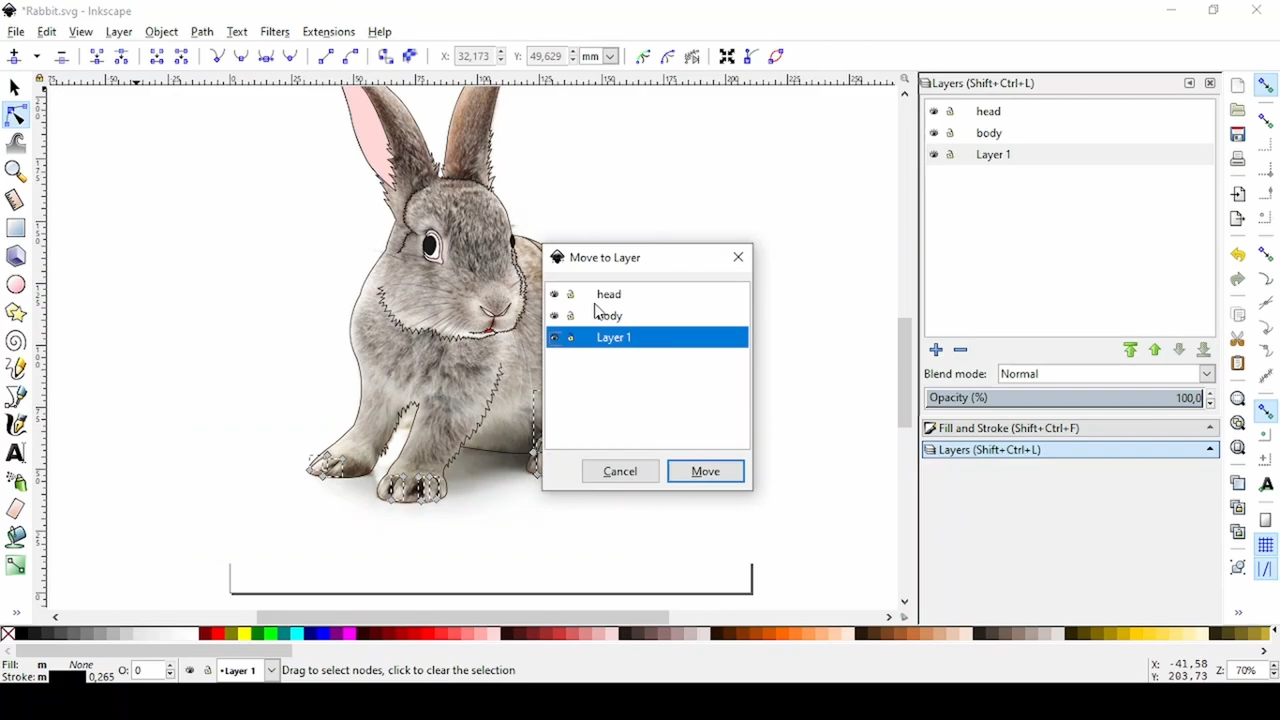 *Rabbit.svg - Inkscape
File Edit View Layer Object Path Text Filters Extensions Help
X: 32,173 Y: 49,629 mm
Layers (Shift+Ctrl+L)
head
body
Layer 1
Move to Layer
head
body
Layer 1
Cancel Move
Blend mode: Normal
Opacity (%) 100,0
Fill and Stroke (Shift+Ctrl+F)
Layers (Shift+Ctrl+L)
Fill: m None O: 0 •Layer 1 Drag to select nodes, click to clear the selection X: -41,58 Z: 70%
Stroke: m 0,265 Y: 203,73